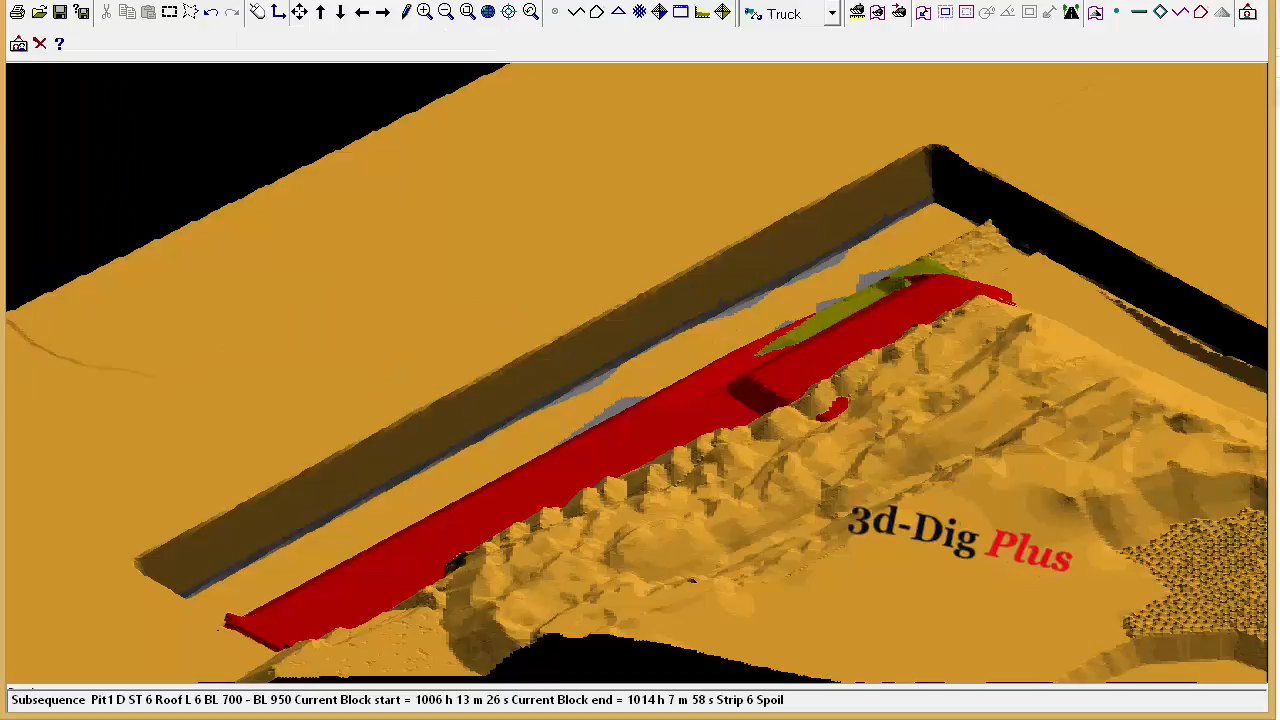 Truck
3d-Dig Plus
Subsequence Pit1 D ST 6 Roof L 6 BL 700 - BL 950 Current Block start = 1006 h 13 m 26 s Current Block end = 1014 h 7 m 58 s Strip 6 Spoil